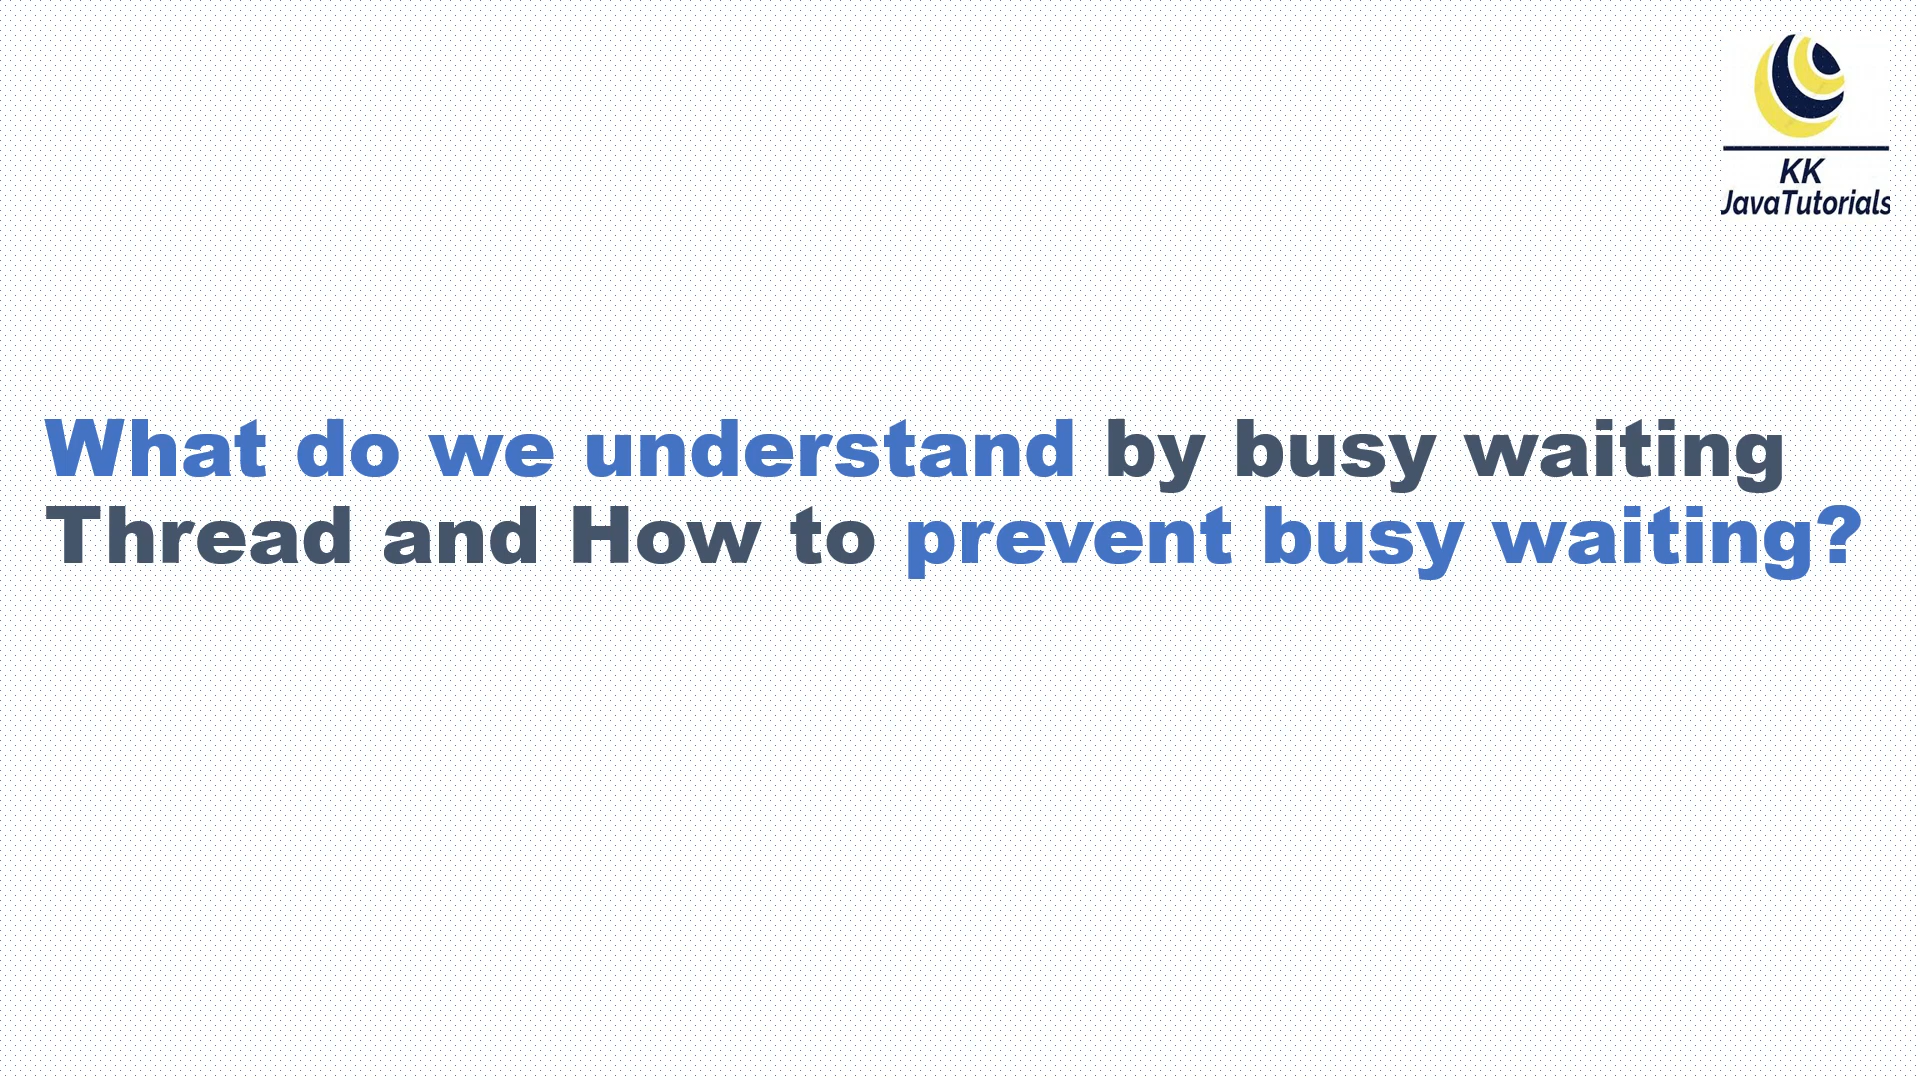 KK
JavaTutorials
What do we understand by busy waiting
Thread and How to prevent busy waiting?